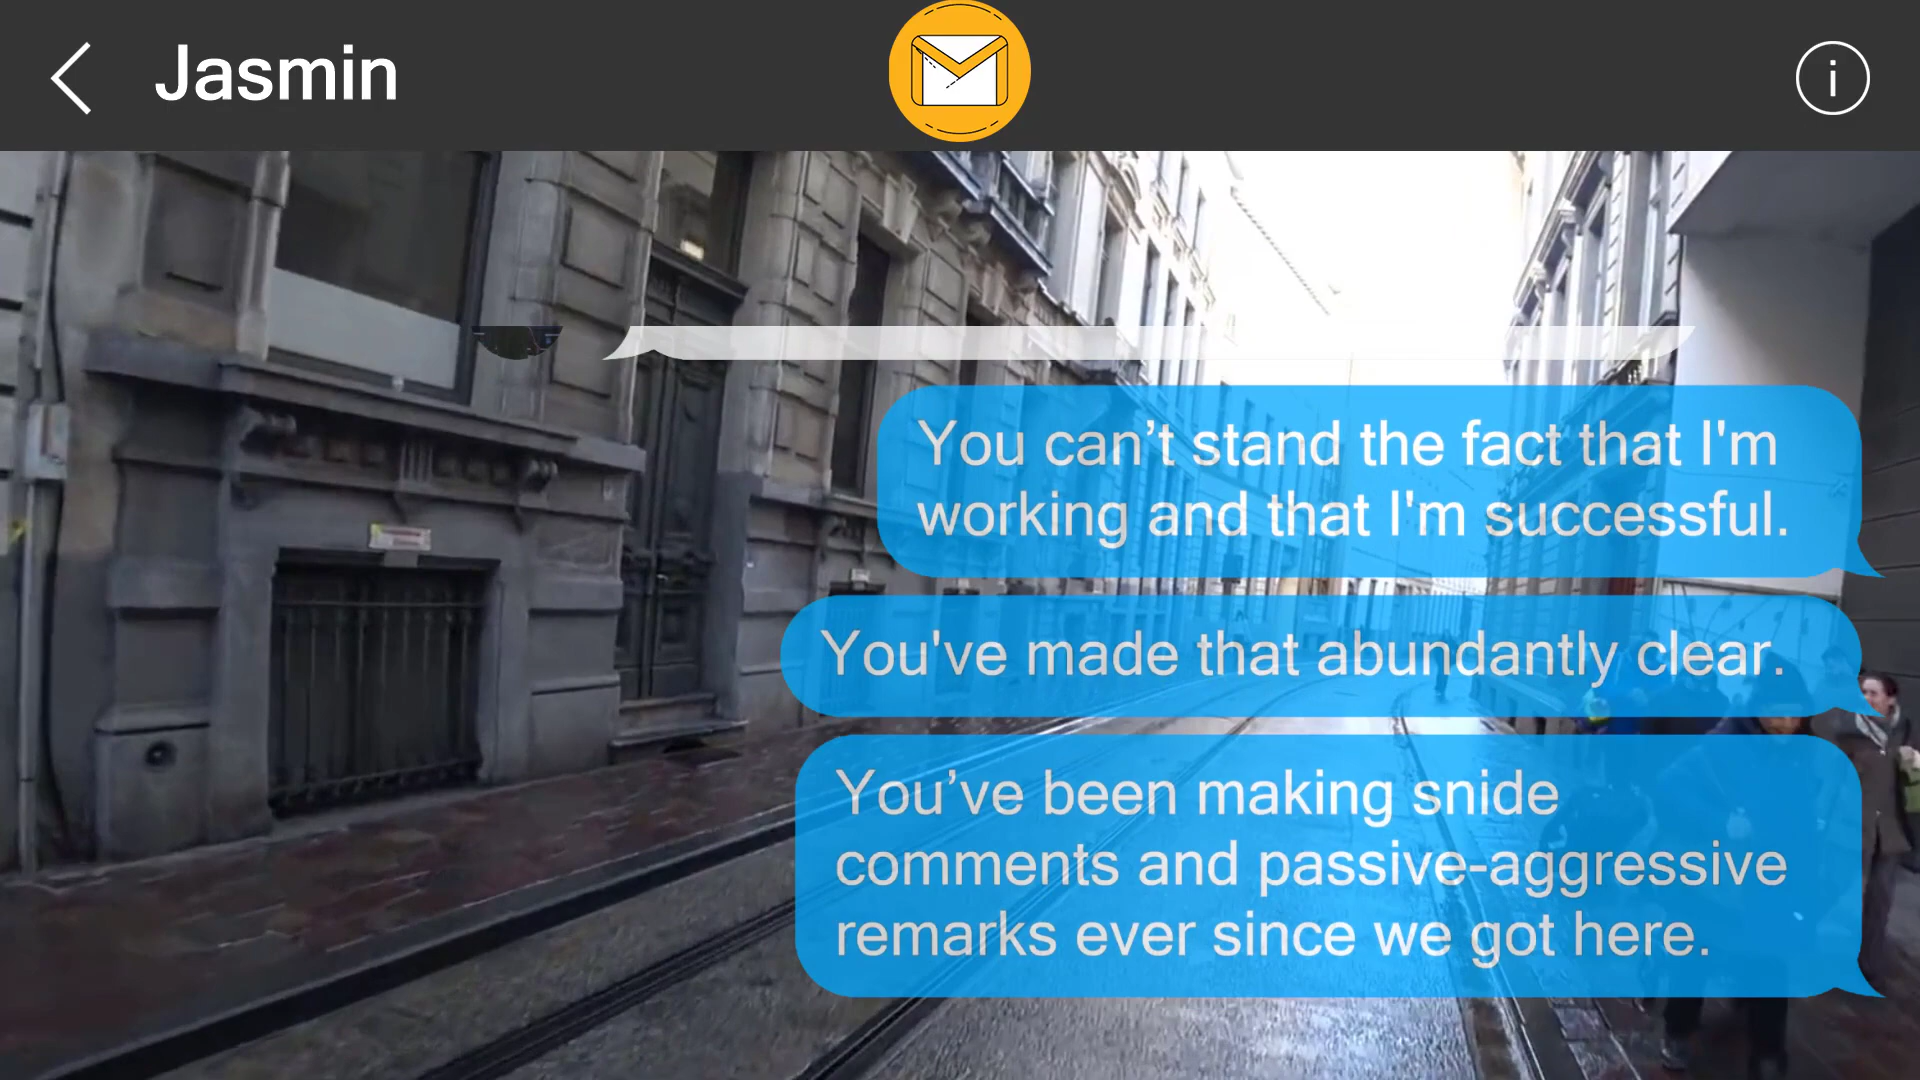 Jasmin
i
You can’t stand the fact that I'm
working and that I'm successful.
You've made that abundantly clear.
You’ve been making snide
comments and passive-aggressive
remarks ever since we got here.